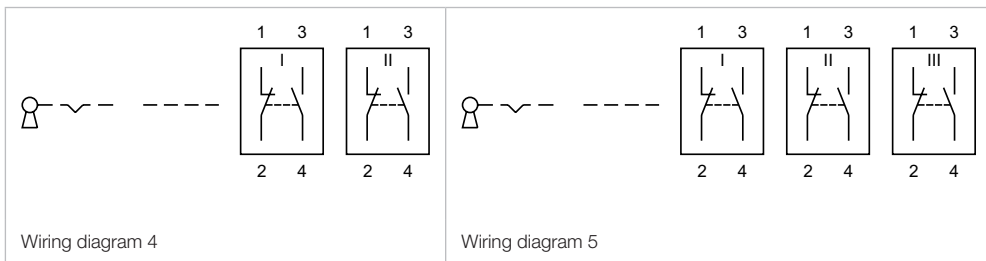 1 3 1 3
I II
2 4 2 4
Wiring diagram 4
1 3 1 3 1 3
I II III
2 4 2 4 2 4
Wiring diagram 5